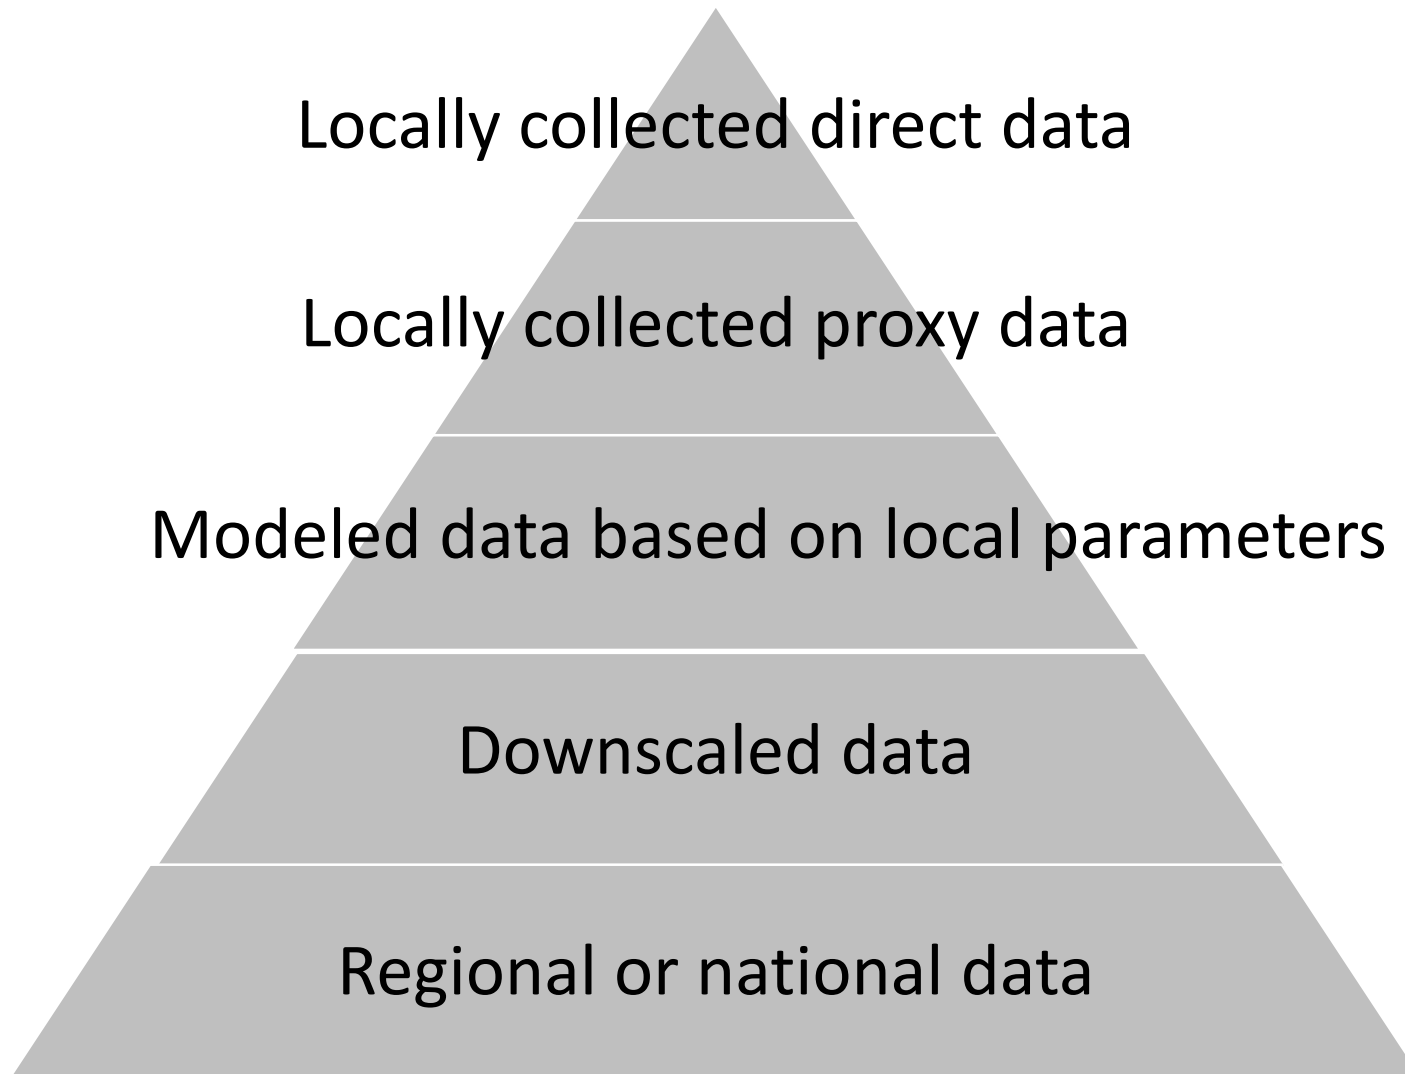 Locally collected direct data
Locally collected proxy data
Modeled data based on local parameters
Downscaled data
Regional or national data